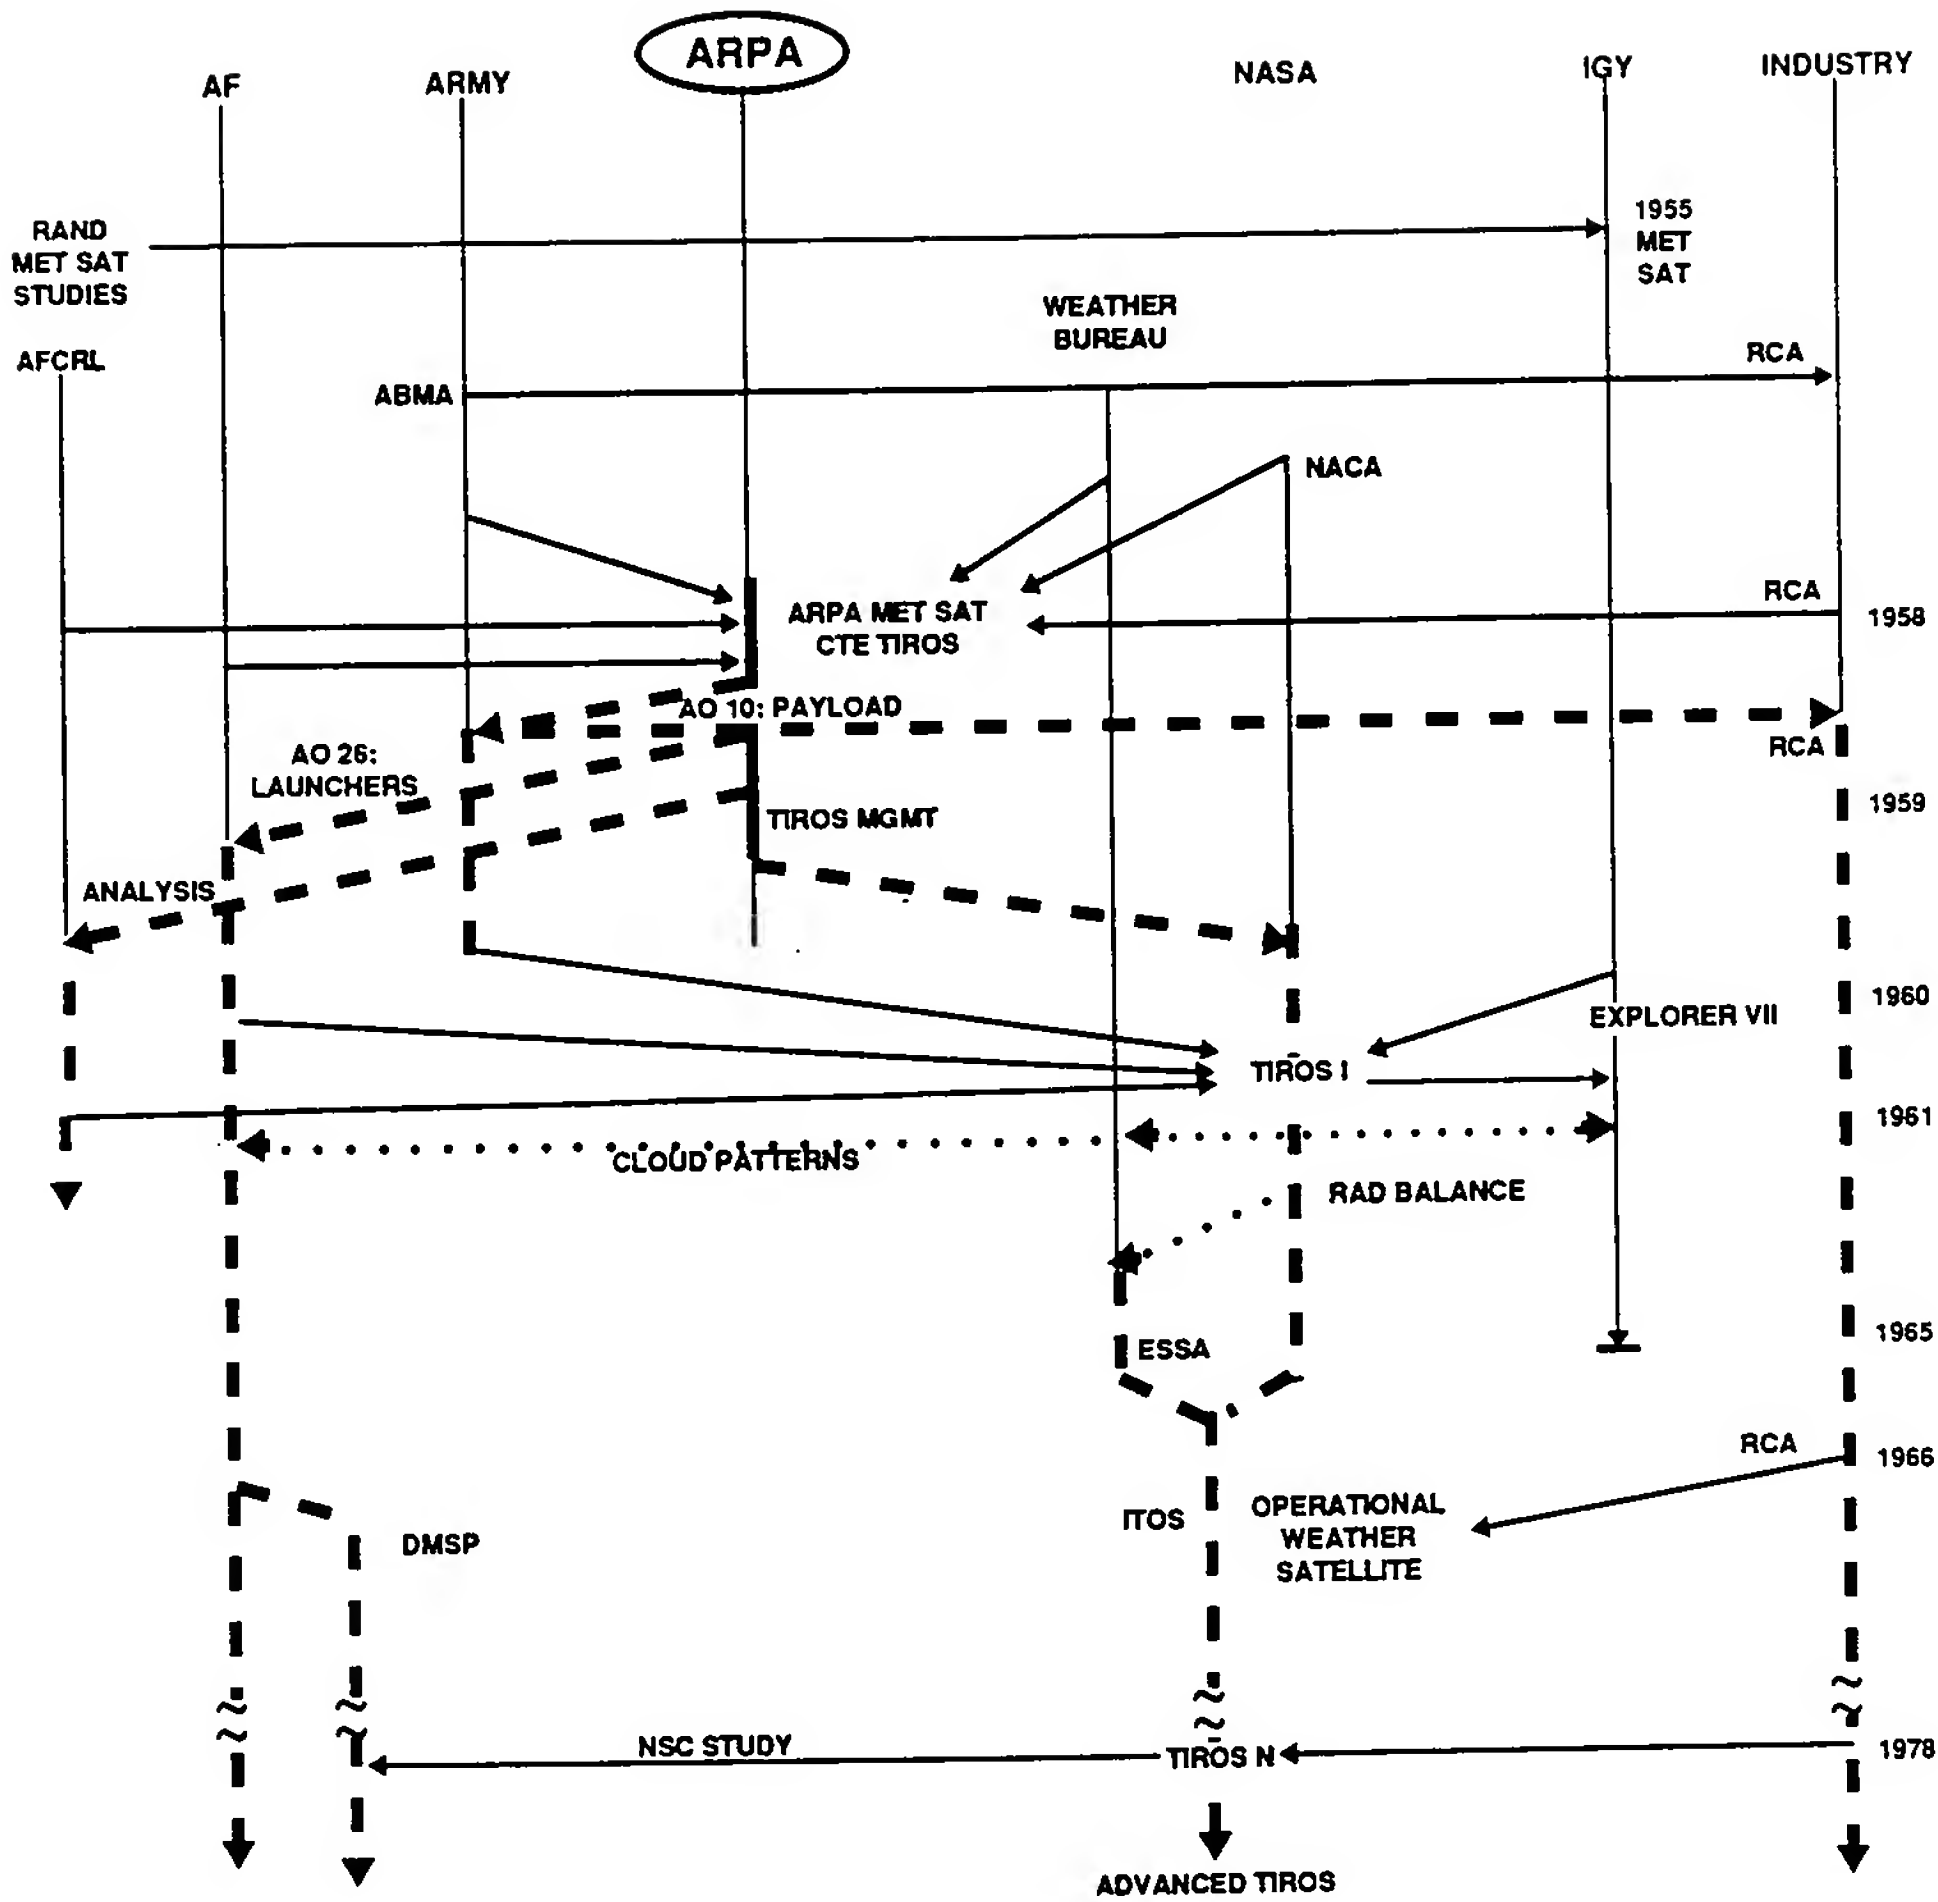 ARPA
AF
ARMY
NASA
IGY
INDUSTRY
RAND
MET SAT
STUDIES
1955
MET
SAT
WEATHER
BUREAU
AFCRL
RCA
ABMA
NACA
RCA
ARPA MET SAT
CTE TIROS
1958
AO 10: PAYLOAD
RCA
AO 26:
LAUNCHERS
1959
TIROS MGMT
ANALYSIS
1960
EXPLORER VII
TIROS I
1961
CLOUD PATTERNS
RAD BALANCE
1965
ESSA
RCA
1966
ITOS
OPERATIONAL
WEATHER
SATELLITE
DMSP
NSC STUDY
TIROS N
1978
ADVANCED TIROS